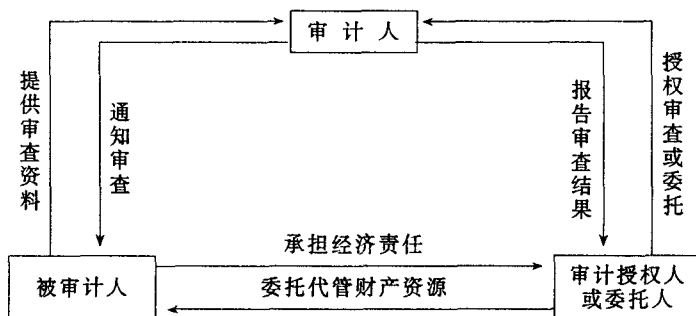 审计人
提供审查资料
通知审查
报告审查结果
授权审查或委托
承担经济责任
被审计人
委托代管财产资源
审计授权人
或委托人